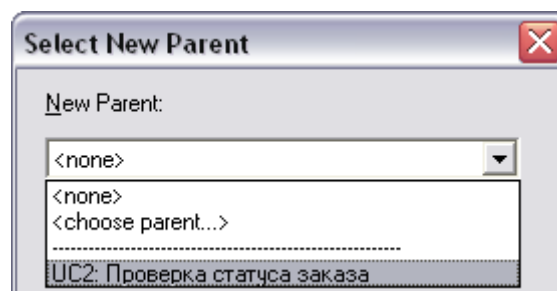 Select New Parent
New Parent:
<none>
<none>
<choose parent...>
--------------------------------------------------
UC2: Проверка статуса заказа